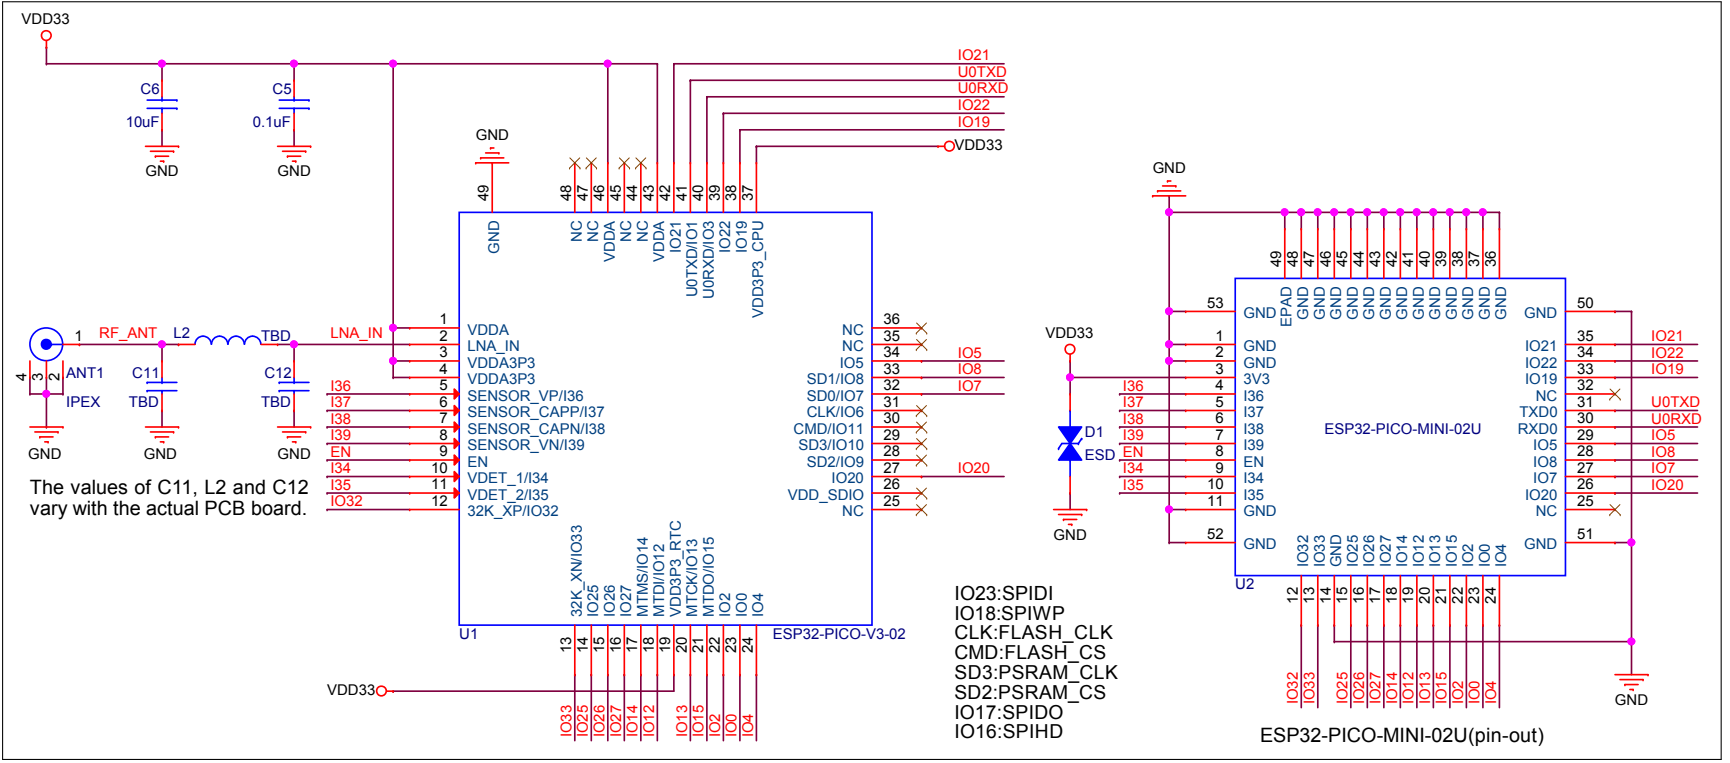 VDD33
C6
10uF
GND
C5
0.1uF
GND
GND
IO21
U0TXD
U0RXD
IO22
IO19
VDD33
49 48 47 46 45 44 43 42 41 40 39 38 37
GND NC NC VDDA NC NC VDDA IO21 U0TXD/IO1 U0RXD/IO3 IO22 IO19 VDD3P3_CPU
1 RF_ANT L2 TBD LNA_IN
4 3 2 ANT1
IPEX
GND
C11
TBD
GND
C12
TBD
GND
The values of C11, L2 and C12
vary with the actual PCB board.
1 VDDA
2 LNA_IN
3 VDDA3P3
4 VDDA3P3
I36 5 SENSOR_VP/I36
I37 6 SENSOR_CAPP/I37
I38 7 SENSOR_CAPN/I38
I39 8 SENSOR_VN/I39
EN 9 EN
I34 10 VDET_1/I34
I35 11 VDET_2/I35
IO32 12 32K_XP/IO32
NC 36
NC 35
IO5 34 IO5
SD1/IO8 33 IO8
SD0/IO7 32 IO7
CLK/IO6 31
CMD/IO11 30
SD3/IO10 29
SD2/IO9 28
IO20 27 IO20
VDD_SDIO 26
NC 25
32K_XN/IO33 IO25 IO26 IO27 MTMS/IO14 MTDI/IO12 VDD3P3_RTC MTCK/IO13 MTDO/IO15 IO2 IO0 IO4
U1
ESP32-PICO-V3-02
13 14 15 16 17 18 19 20 21 22 23 24
VDD33
IO33 IO25 IO26 IO27 IO14 IO12 IO13 IO15 IO2 IO0 IO4
IO23:SPIDI
IO18:SPIWP
CLK:FLASH_CLK
CMD:FLASH_CS
SD3:PSRAM_CLK
SD2:PSRAM_CS
IO17:SPIDO
IO16:SPIHD
VDD33
D1
ESD
GND
GND
49 48 47 46 45 44 43 42 41 40 39 38 37 36
EPAD GND GND GND GND GND GND GND GND GND GND GND GND GND
53 GND
1 GND
2 GND
3 3V3
I36 4 I36
I37 5 I37
I38 6 I38
I39 7 I39
EN 8 EN
I34 9 I34
I35 10 I35
11 GND
52 GND
ESP32-PICO-MINI-02U
GND 50
IO21 35 IO21
IO22 34 IO22
IO19 33 IO19
NC 32
TXD0 31 U0TXD
RXD0 30 U0RXD
IO5 29 IO5
IO8 28 IO8
IO7 27 IO7
IO20 26 IO20
NC 25
GND 51
IO32 IO33 GND IO25 IO26 IO27 IO14 IO12 IO13 IO15 IO2 IO0 IO4
U2
12 13 14 15 16 17 18 19 20 21 22 23 24
IO32 IO33 IO25 IO26 IO27 IO14 IO12 IO13 IO15 IO2 IO0 IO4
GND
ESP32-PICO-MINI-02U(pin-out)